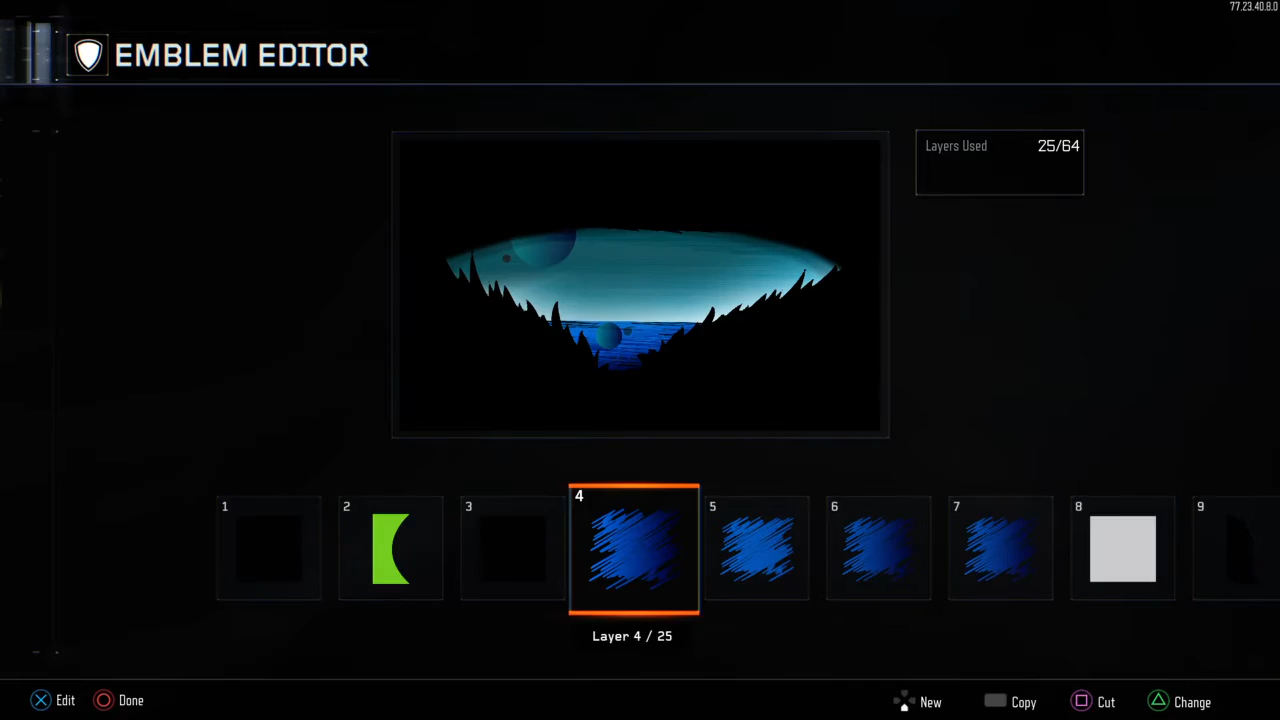 77.23.40.8.0
EMBLEM EDITOR
Layers Used 25/64
1 2 3 4 5 6 7 8 9
Layer 4 / 25
Edit Done New Copy Cut Change